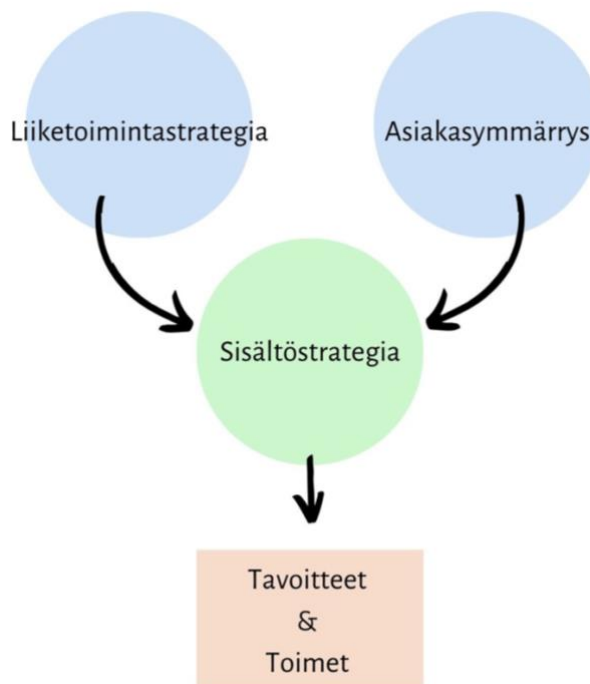 Liiketoimintastrategia
Asiakasymmärrys
Sisältöstrategia
Tavoitteet
&
Toimet